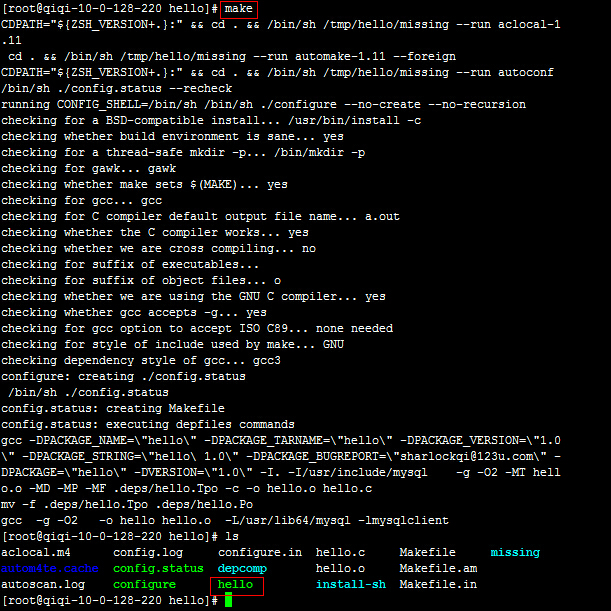 [root@qiqi-10-0-128-220 hello]# make
CDPATH="${ZSH_VERSION+.}:" && cd . && /bin/sh /tmp/hello/missing --run aclocal-1
.11
 cd . && /bin/sh /tmp/hello/missing --run automake-1.11 --foreign
CDPATH="${ZSH_VERSION+.}:" && cd . && /bin/sh /tmp/hello/missing --run autoconf
/bin/sh ./config.status --recheck
running CONFIG_SHELL=/bin/sh /bin/sh ./configure --no-create --no-recursion
checking for a BSD-compatible install... /usr/bin/install -c
checking whether build environment is sane... yes
checking for a thread-safe mkdir -p... /bin/mkdir -p
checking for gawk... gawk
checking whether make sets $(MAKE)... yes
checking for gcc... gcc
checking for C compiler default output file name... a.out
checking whether the C compiler works... yes
checking whether we are cross compiling... no
checking for suffix of executables...
checking for suffix of object files... o
checking whether we are using the GNU C compiler... yes
checking whether gcc accepts -g... yes
checking for gcc option to accept ISO C89... none needed
checking for style of include used by make... GNU
checking dependency style of gcc... gcc3
configure: creating ./config.status
 /bin/sh ./config.status
config.status: creating Makefile
config.status: executing depfiles commands
gcc -DPACKAGE_NAME=\"hello\" -DPACKAGE_TARNAME=\"hello\" -DPACKAGE_VERSION=\"1.0
\" -DPACKAGE_STRING=\"hello\ 1.0\" -DPACKAGE_BUGREPORT=\"sharlockqi@123u.com\" -
DPACKAGE=\"hello\" -DVERSION=\"1.0\" -I. -I/usr/include/mysql    -g -O2 -MT hell
o.o -MD -MP -MF .deps/hello.Tpo -c -o hello.o hello.c
mv -f .deps/hello.Tpo .deps/hello.Po
gcc  -g -O2   -o hello hello.o  -L/usr/lib64/mysql -lmysqlclient
[root@qiqi-10-0-128-220 hello]# ls
aclocal.m4      config.log     configure.in  hello.c     Makefile     missing
autom4te.cache  config.status  depcomp       hello.o     Makefile.am
autoscan.log    configure      hello         install-sh  Makefile.in
[root@qiqi-10-0-128-220 hello]#